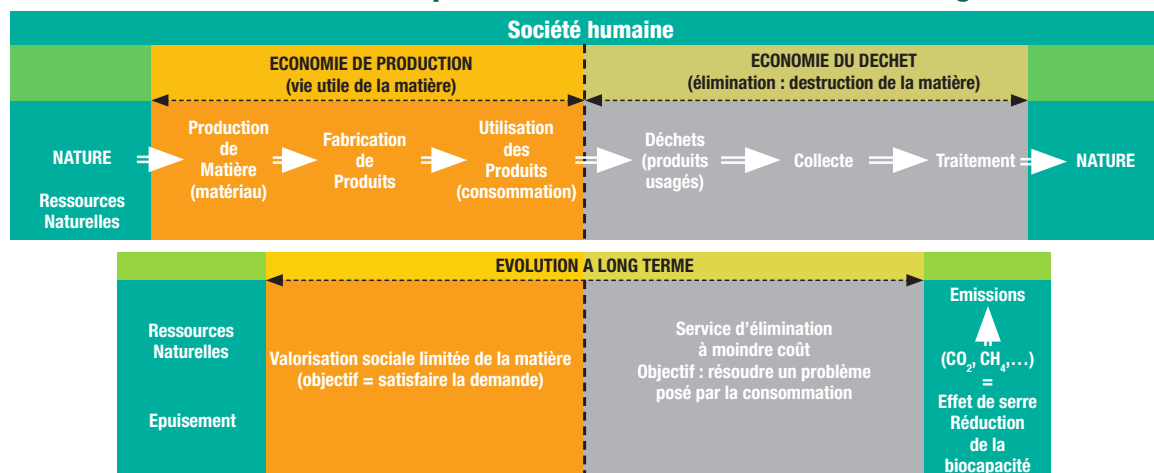 Société humaine
ECONOMIE DE PRODUCTION
(vie utile de la matière)
ECONOMIE DU DECHET
(élimination : destruction de la matière)
NATURE
Ressources
Naturelles
Production
de
Matière
(matériau)
Fabrication
de
Produits
Utilisation
des
Produits
(consommation)
Déchets
(produits
usagés)
Collecte
Traitement
NATURE
EVOLUTION A LONG TERME
Ressources
Naturelles
Epuisement
Valorisation sociale limitée de la matière
(objectif = satisfaire la demande)
Service d’élimination
à moindre coût
Objectif : résoudre un problème
posé par la consommation
Emissions
(CO₂, CH₄,…)
=
Effet de serre
Réduction
de la
biocapacité